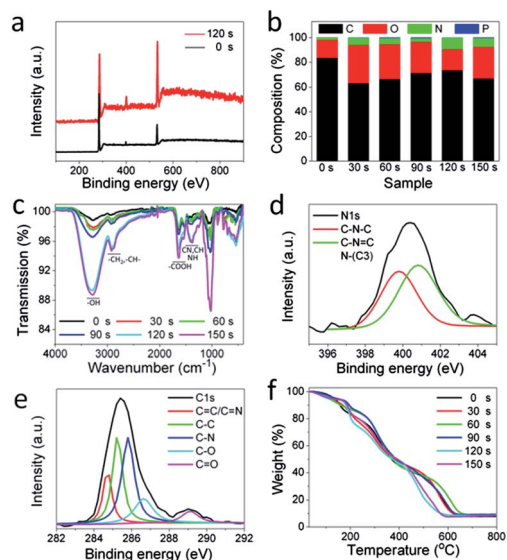 a
120 s
0 s
Intensity (a.u.)
200 400 600 800
Binding energy (eV)
b
C O N P
Composition (%)
100
80
60
40
20
0
0 s 30 s 60 s 90 s 120 s 150 s
Sample
c
Transmission (%)
100
96
92
88
84
-OH
-CH2,-CH-
-COOH
CN,CH
NH
0 s 30 s 60 s
90 s 120 s 150 s
4000 3000 2000 1000
Wavenumber (cm-1)
d
N1s
C-N-C
C-N=C
N-(C3)
Intensity (a.u.)
396 398 400 402 404
Binding energy (eV)
e
C1s
C=C/C=N
C-C
C-N
C-O
C=O
Intensity (a.u.)
282 284 286 288 290 292
Binding energy (eV)
f
0 s
30 s
60 s
90 s
120 s
150 s
Weight (%)
100
80
60
40
20
0
0 200 400 600 800
Temperature (°C)